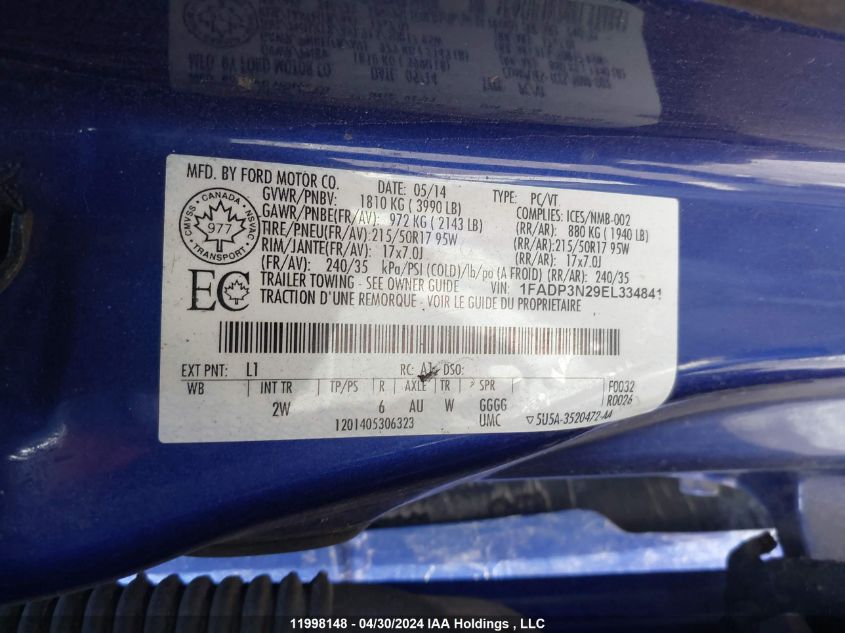 MFD. BY FORD MOTOR CO. DATE: 05/14 TYPE: PC/VT
GVWR/PNBV: 1810 KG ( 3990 LB) COMPLIES: ICES/NMB-002
GAWR/PNBE(FR/AV): 972 KG ( 2143 LB) (RR/AR): 880 KG ( 1940 LB)
TIRE/PNEU(FR/AV):215/50R17 95W (RR/AR):215/50R17 95W
RIM/JANTE(FR/AV): 17x7.0J (RR/AR): 17x7.0J
(FR/AV): 240/35 kPa/PSI (COLD)/lb/po (A FROID) (RR/AR): 240/35
TRAILER TOWING - SEE OWNER GUIDE VIN: 1FADP3N29EL334841
TRACTION D'UNE REMORQUE - VOIR LE GUIDE DU PROPRIETAIRE
CMVSS CANADA NSVAC
977
TRANSPORT
EC
EXT PNT: L1 RC: DSO:
WB INT TR TP/PS R AXLE TR SPR F0032
2W 6 AU W GGGG R0026
1201405306323 UMC 5U5A-3520472-AA
11998148 - 04/30/2024 IAA Holdings , LLC